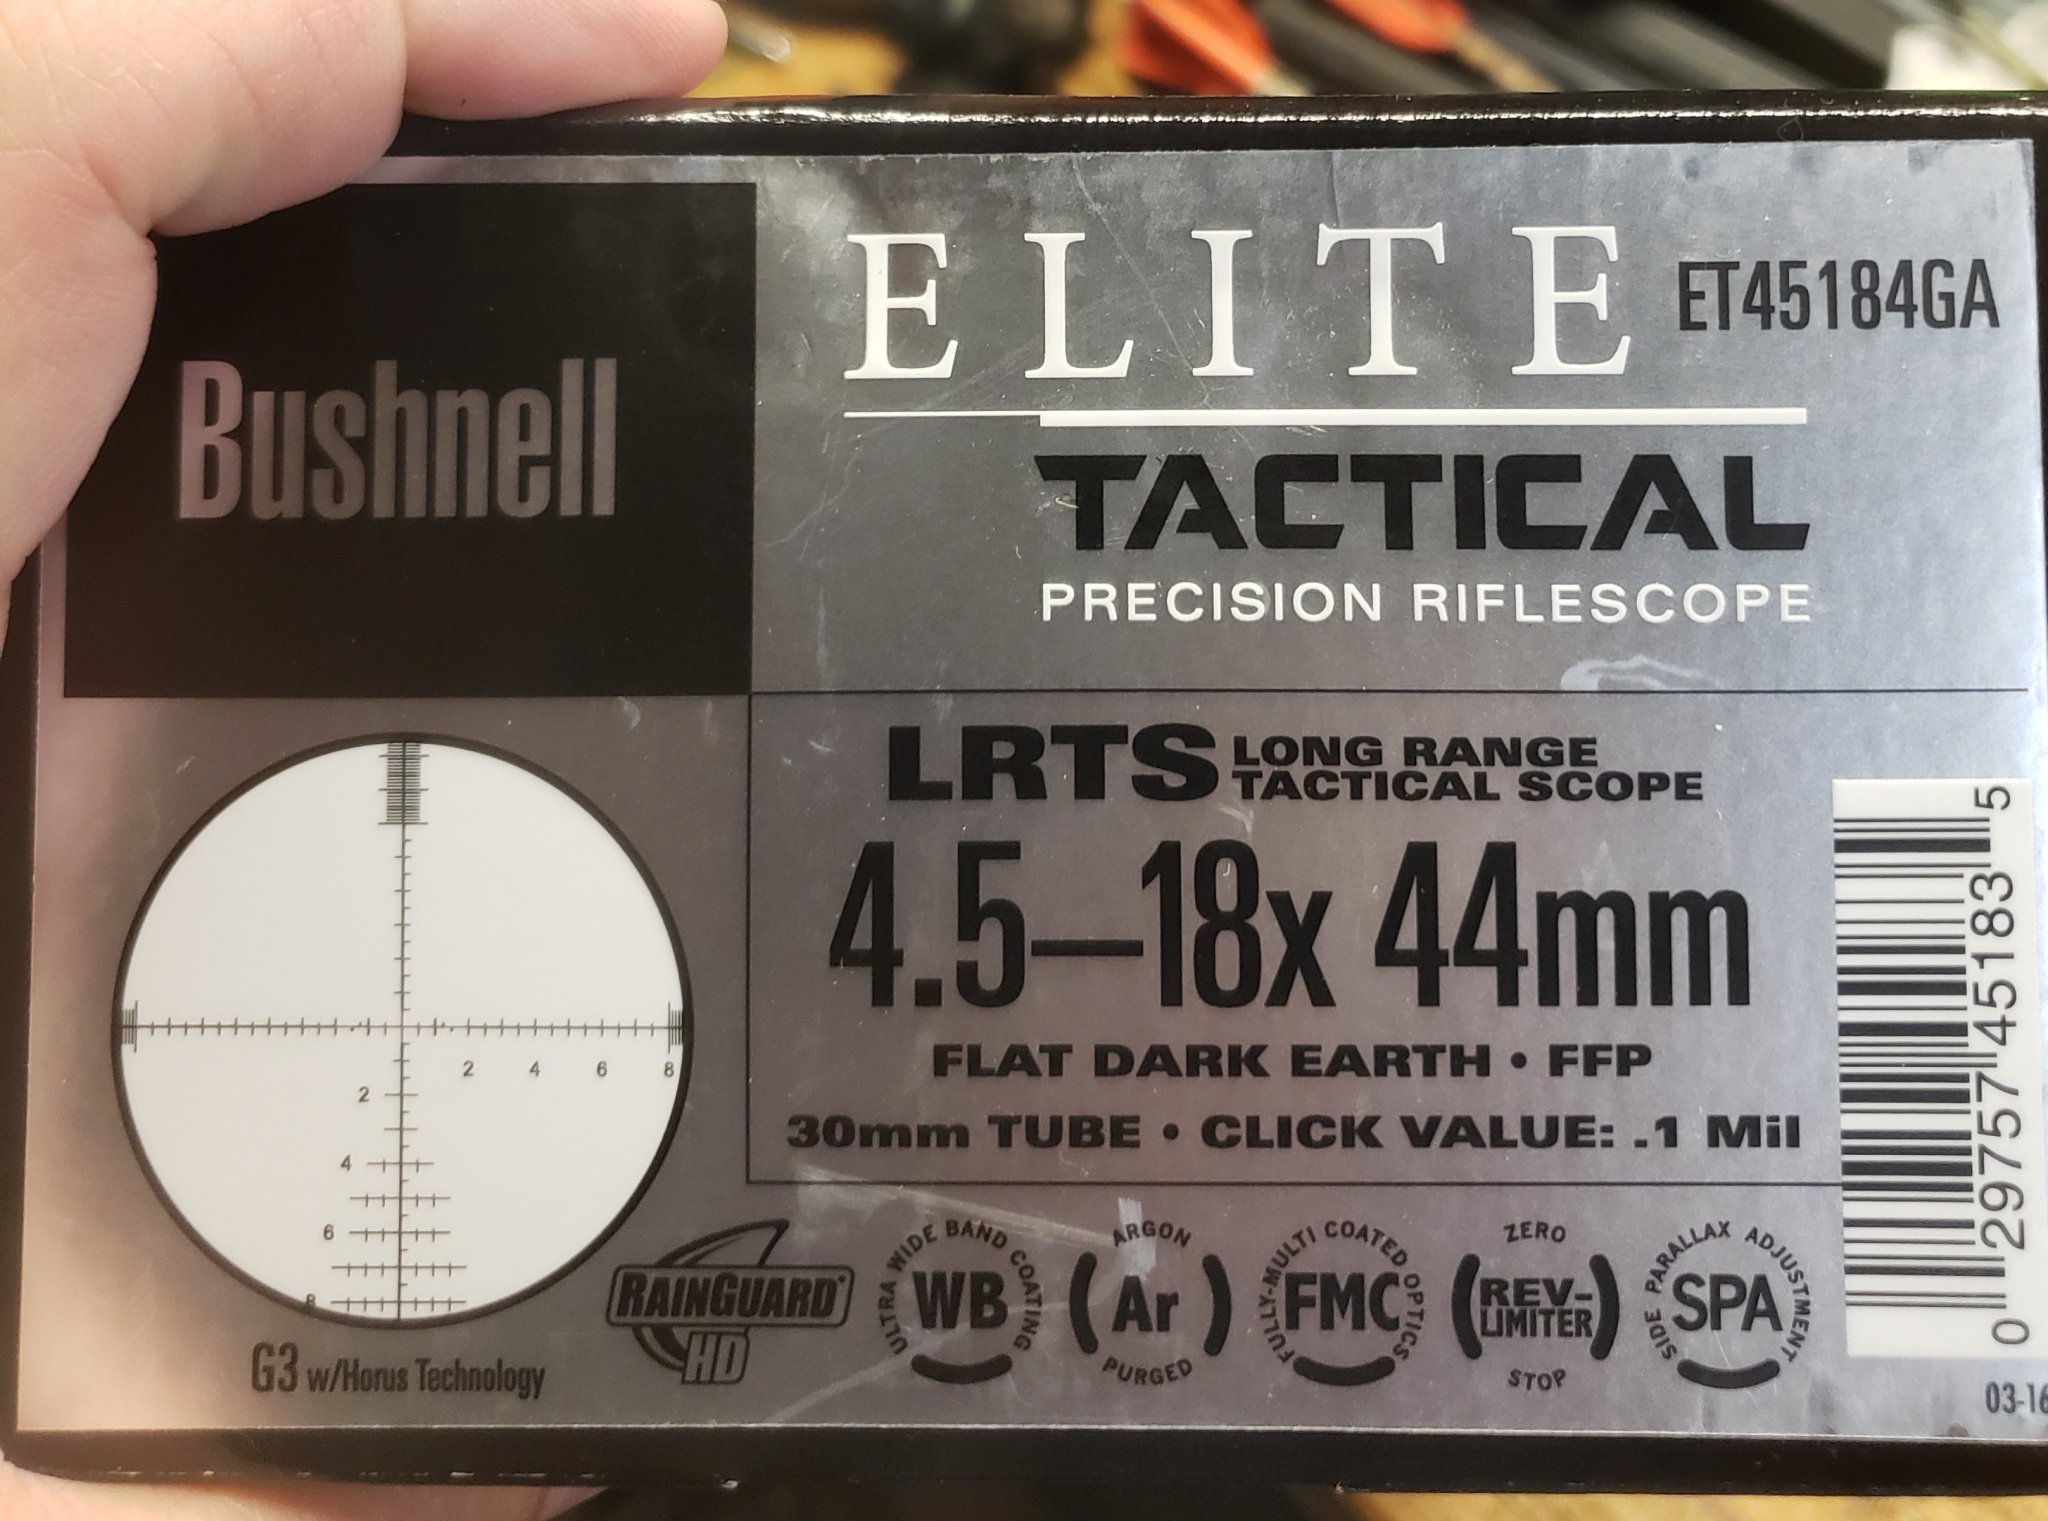 Bushnell
ELITE ET45184GA
TACTICAL
PRECISION RIFLESCOPE
LRTS LONG RANGE
TACTICAL SCOPE
4.5—18x 44mm
FLAT DARK EARTH • FFP
30mm TUBE • CLICK VALUE: .1 Mil
2 4 6 8
2
4
6
8
G3 w/Horus Technology
RAINGUARD®
HD
ULTRA WIDE BAND COATING
WB
ARGON
Ar
PURGED
FULLY-MULTI COATED OPTICS
FMC
ZERO
REV-
LIMITER
STOP
SIDE PARALLAX ADJUSTMENT
SPA
0 29757 45183 5
03-16